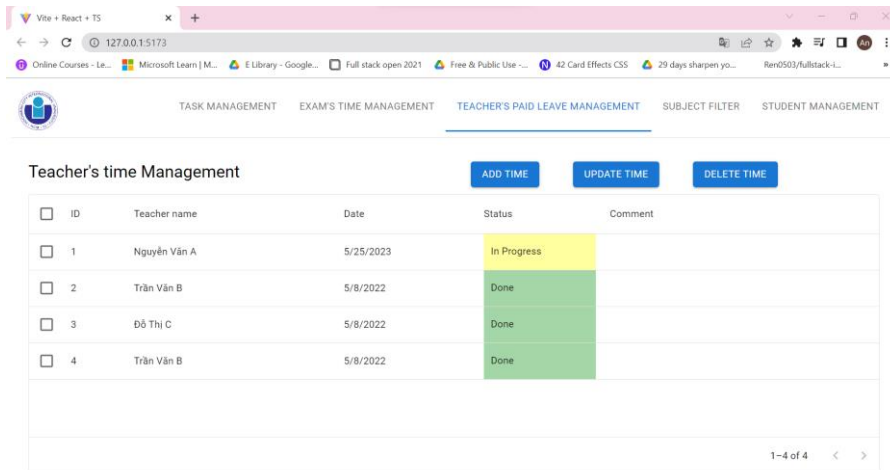 Vite + React + TS
127.0.0.1:5173
Online Courses - Le... Microsoft Learn | M... E Library - Google... Full stack open 2021 Free & Public Use -... 42 Card Effects CSS 29 days sharpen yo... Ren0503/fullstack-i...
TASK MANAGEMENT EXAM'S TIME MANAGEMENT TEACHER'S PAID LEAVE MANAGEMENT SUBJECT FILTER STUDENT MANAGEMENT
Teacher's time Management ADD TIME UPDATE TIME DELETE TIME
ID Teacher name Date Status Comment
1 Nguyễn Văn A 5/25/2023 In Progress
2 Trần Văn B 5/8/2022 Done
3 Đỗ Thị C 5/8/2022 Done
4 Trần Văn B 5/8/2022 Done
1–4 of 4